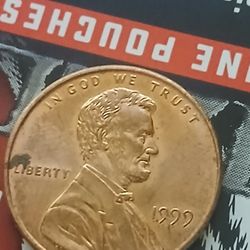 NE POUCHES
IN GOD WE TRUST
LIBERTY
1999